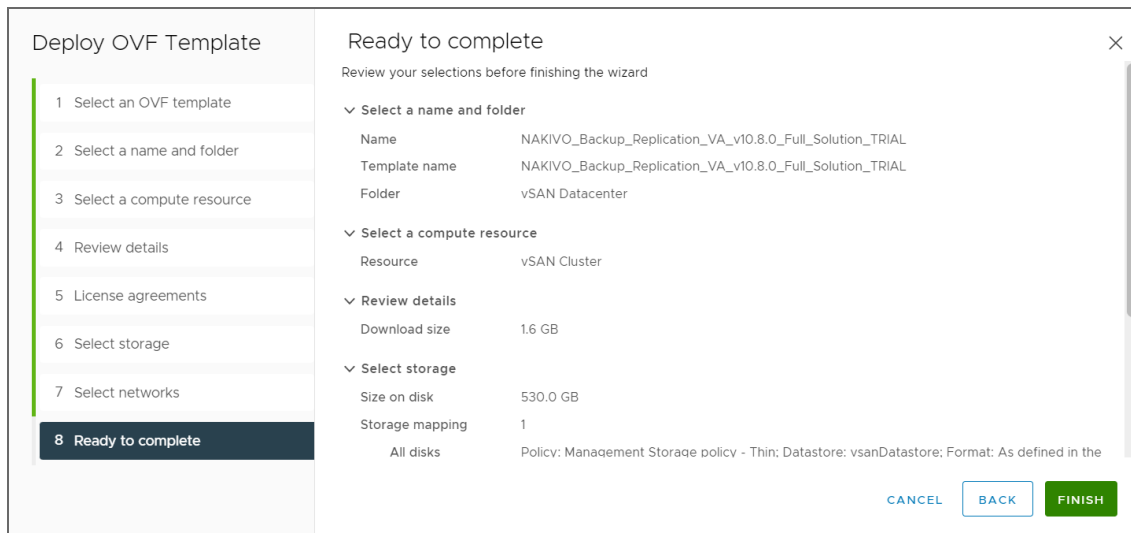 Deploy OVF Template
1 Select an OVF template
2 Select a name and folder
3 Select a compute resource
4 Review details
5 License agreements
6 Select storage
7 Select networks
8 Ready to complete
Ready to complete
Review your selections before finishing the wizard
Select a name and folder
Name NAKIVO_Backup_Replication_VA_v10.8.0_Full_Solution_TRIAL
Template name NAKIVO_Backup_Replication_VA_v10.8.0_Full_Solution_TRIAL
Folder vSAN Datacenter
Select a compute resource
Resource vSAN Cluster
Review details
Download size 1.6 GB
Select storage
Size on disk 530.0 GB
Storage mapping 1
All disks Policy: Management Storage policy - Thin; Datastore: vsanDatastore; Format: As defined in the
CANCEL BACK FINISH